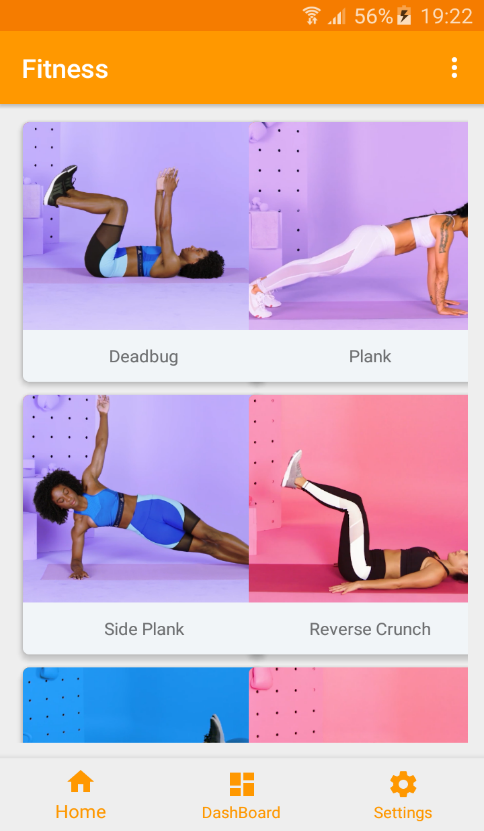 56% 19:22
Fitness
Deadbug Plank
Side Plank Reverse Crunch
Home DashBoard Settings